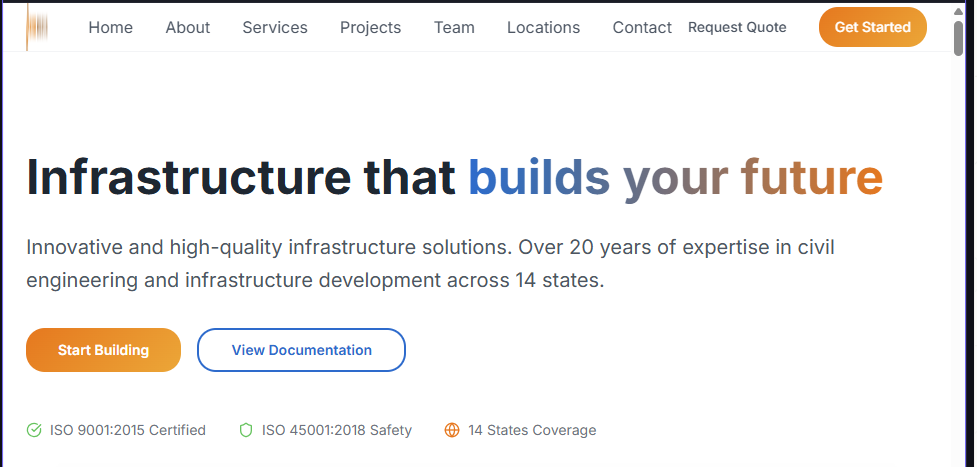 Home About Services Projects Team Locations Contact Request Quote Get Started
Infrastructure that builds your future
Innovative and high-quality infrastructure solutions. Over 20 years of expertise in civil
engineering and infrastructure development across 14 states.
Start Building View Documentation
ISO 9001:2015 Certified ISO 45001:2018 Safety 14 States Coverage